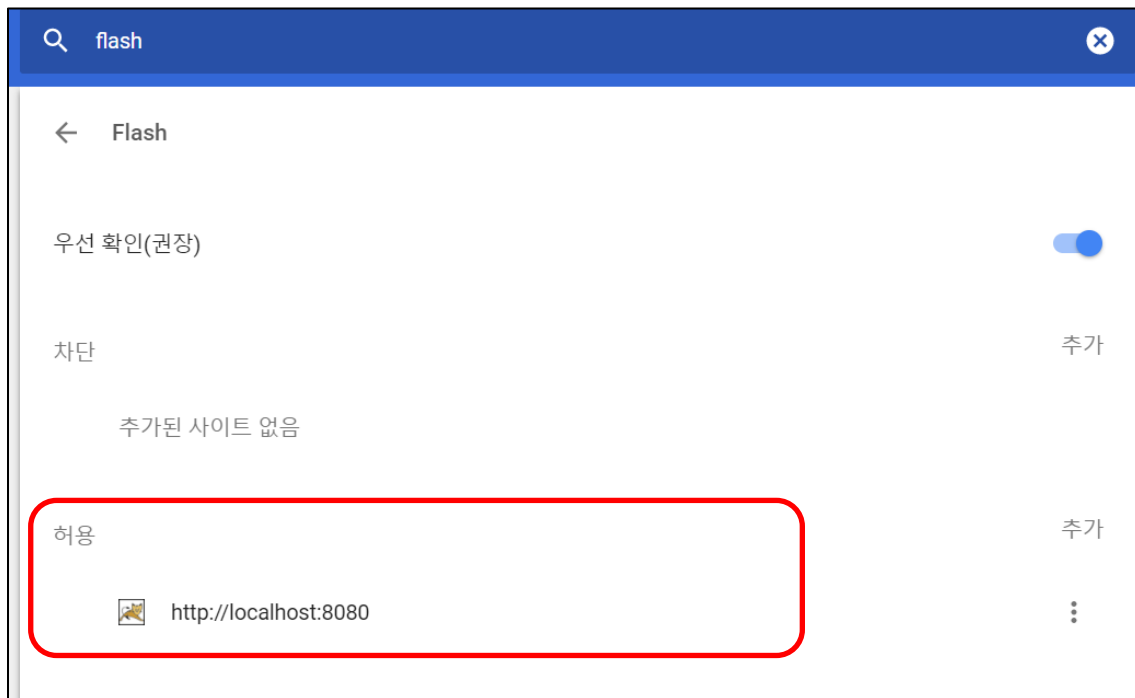 flash
Flash
우선 확인(권장)
차단 추가
추가된 사이트 없음
허용 추가
http://localhost:8080